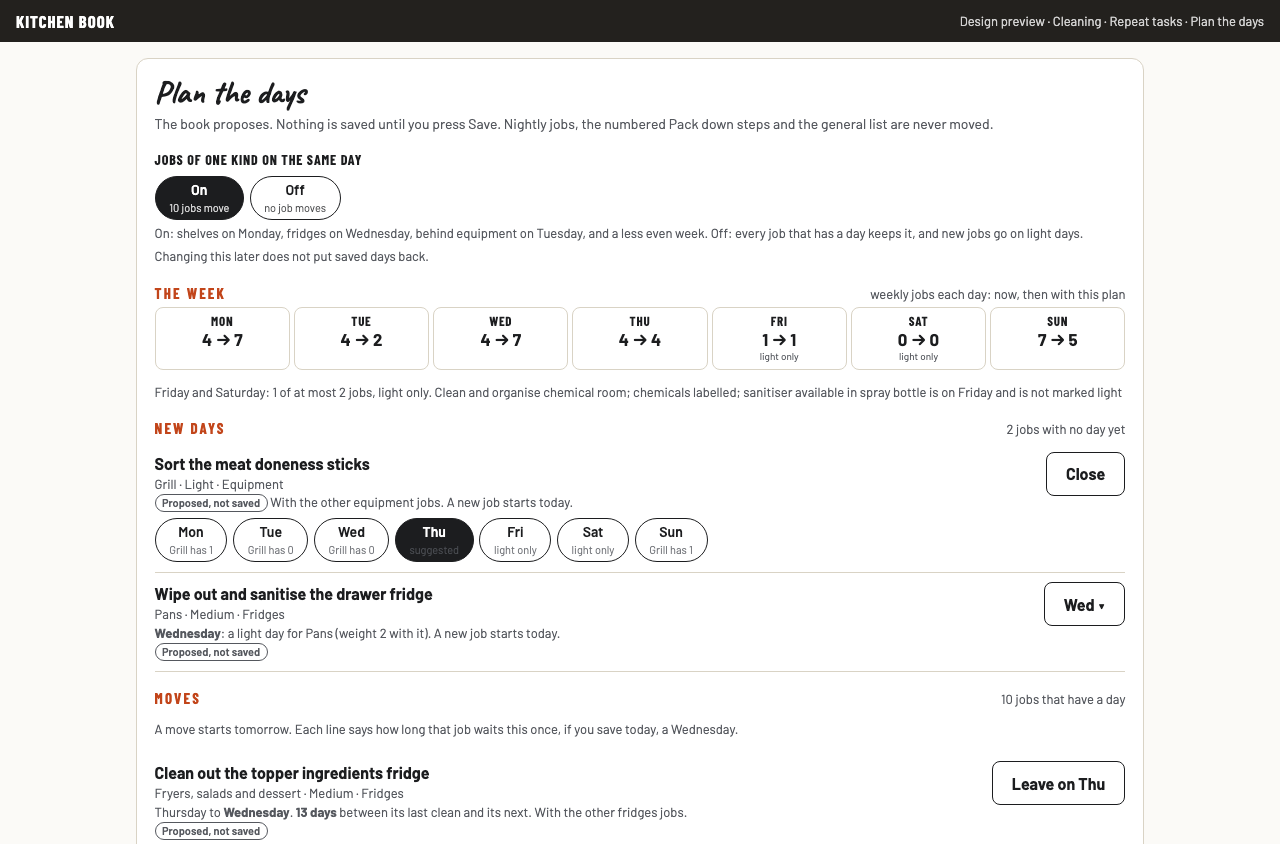 KITCHEN BOOK
Design preview · Cleaning · Repeat tasks · Plan the days
Plan the days
The book proposes. Nothing is saved until you press Save. Nightly jobs, the numbered Pack down steps and the general list are never moved.
JOBS OF ONE KIND ON THE SAME DAY
On
10 jobs move
Off
no job moves
On: shelves on Monday, fridges on Wednesday, behind equipment on Tuesday, and a less even week. Off: every job that has a day keeps it, and new jobs go on light days.
Changing this later does not put saved days back.
THE WEEK
weekly jobs each day: now, then with this plan
MON
4 → 7
TUE
4 → 2
WED
4 → 7
THU
4 → 4
FRI
1 → 1
light only
SAT
0 → 0
light only
SUN
7 → 5
Friday and Saturday: 1 of at most 2 jobs, light only. Clean and organise chemical room; chemicals labelled; sanitiser available in spray bottle is on Friday and is not marked light
NEW DAYS
2 jobs with no day yet
Sort the meat doneness sticks
Close
Grill · Light · Equipment
Proposed, not saved With the other equipment jobs. A new job starts today.
Mon
Grill has 1
Tue
Grill has 0
Wed
Grill has 0
Thu
suggested
Fri
light only
Sat
light only
Sun
Grill has 1
Wipe out and sanitise the drawer fridge
Wed ▾
Pans · Medium · Fridges
Wednesday: a light day for Pans (weight 2 with it). A new job starts today.
Proposed, not saved
MOVES
10 jobs that have a day
A move starts tomorrow. Each line says how long that job waits this once, if you save today, a Wednesday.
Clean out the topper ingredients fridge
Leave on Thu
Fryers, salads and dessert · Medium · Fridges
Thursday to Wednesday. 13 days between its last clean and its next. With the other fridges jobs.
Proposed, not saved